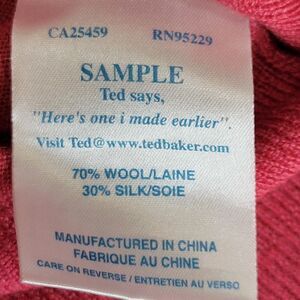 CA25459 RN95229
SAMPLE
Ted says,
"Here's one i made earlier".
Visit Ted@www.tedbaker.com
70% WOOL/LAINE
30% SILK/SOIE
MANUFACTURED IN CHINA
FABRIQUE AU CHINE
CARE ON REVERSE / ENTRETIEN AU VERSO